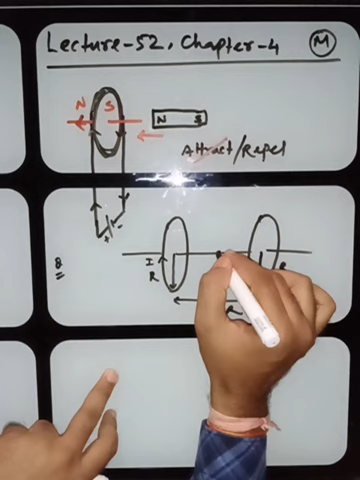 Lecture-52, Chapter-4 M
N S N S
Attract/Repel
+ -
Q
I
R R
R